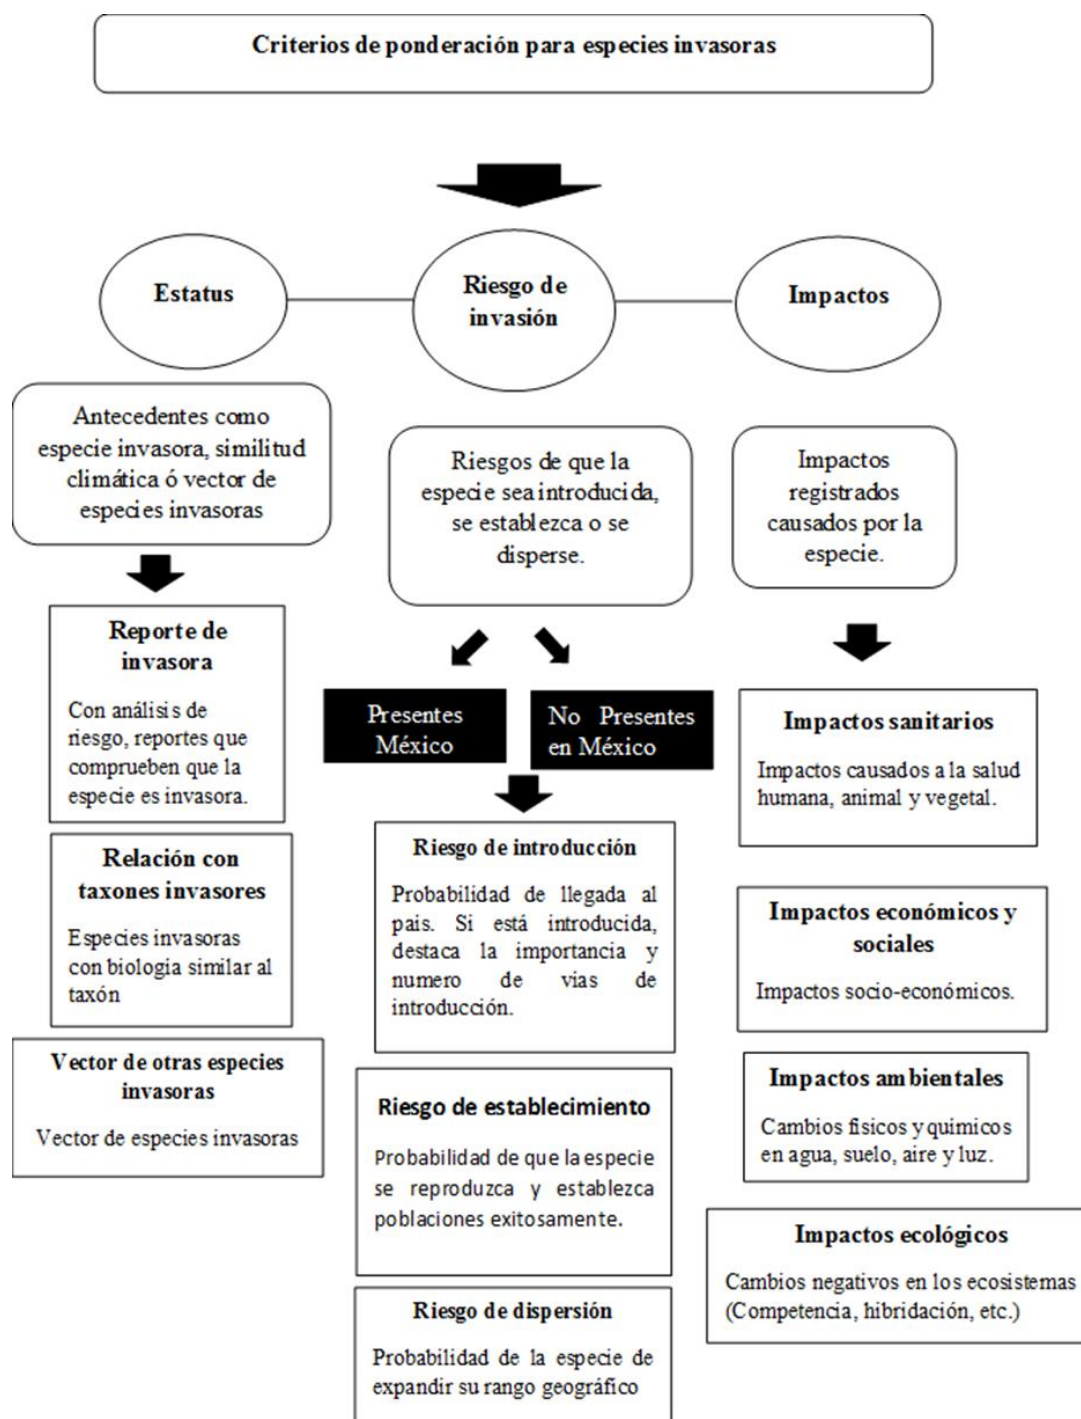 Criterios de ponderación para especies invasoras
Estatus
Riesgo de
invasión
Impactos
Antecedentes como
especie invasora, similitud
climática ó vector de
especies invasoras
Riesgos de que la
especie sea introducida,
se establezca o se
disperse.
Impactos
registrados
causados por la
especie.
Reporte de
invasora
Con análisis de
riesgo, reportes que
comprueben que la
especie es invasora.
Relación con
taxones invasores
Especies invasoras
con biología similar al
taxón
Vector de otras especies
invasoras
Vector de especies invasoras
Presentes
México
No Presentes
en México
Riesgo de introducción
Probabilidad de llegada al
país. Si está introducida,
destaca la importancia y
numero de vías de
introducción.
Riesgo de establecimiento
Probabilidad de que la especie
se reproduzca y establezca
poblaciones exitosamente.
Riesgo de dispersión
Probabilidad de la especie de
expandir su rango geográfico
Impactos sanitarios
Impactos causados a la salud
humana, animal y vegetal.
Impactos económicos y
sociales
Impactos socio-económicos.
Impactos ambientales
Cambios físicos y químicos
en agua, suelo, aire y luz.
Impactos ecológicos
Cambios negativos en los ecosistemas
(Competencia, hibridación, etc.)